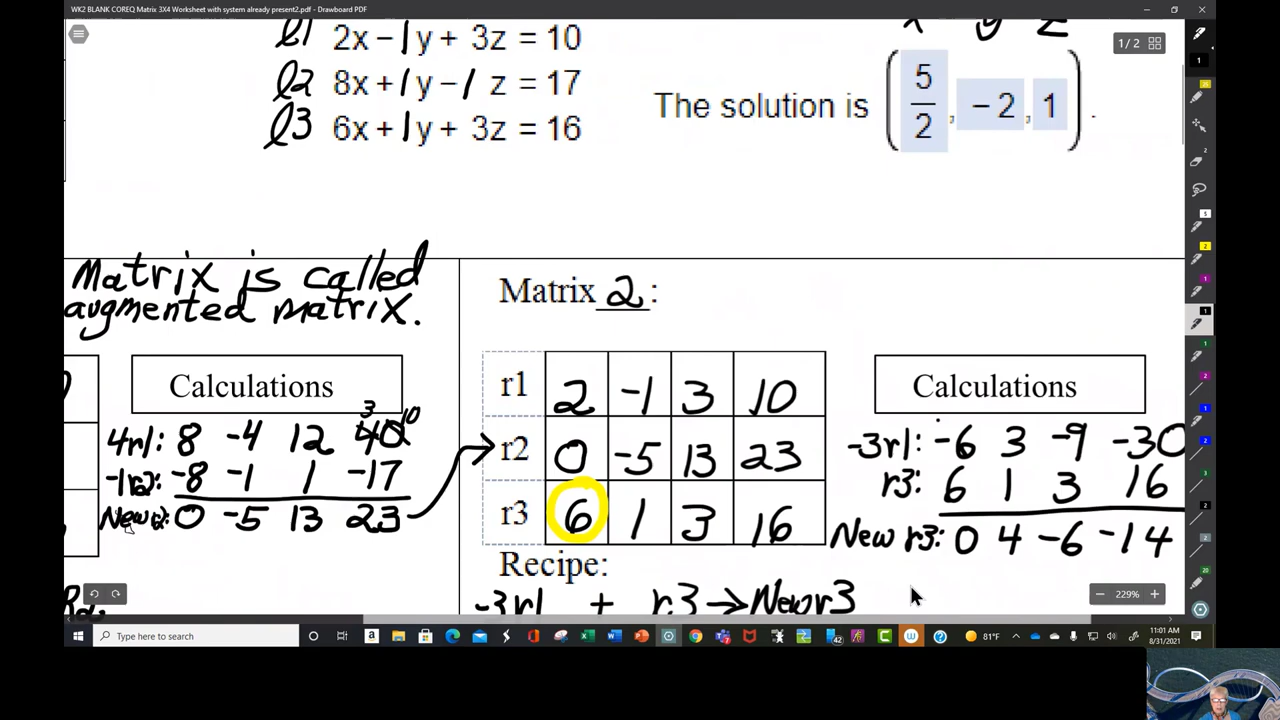 WK2 BLANK COREQ Matrix 3X4 Worksheet with system already present2.pdf - Drawboard PDF
1/2
x y z
l1 2x -1y + 3z = 10
l2 8x +1y -1 z = 17
l3 6x +1y + 3z = 16
The solution is ( 5/2 , -2, 1 ) .
Matrix is called
augmented matrix.
Calculations
4r1: 8 -4 12 40 3 10
-1r2: -8 -1 1 -17
New r2: 0 -5 13 23
Matrix 2:
r1 2 -1 3 10
r2 0 -5 13 23
r3 6 1 3 16
Recipe:
-3r1 + r3 → New r3
Calculations
-3r1: -6 3 -9 -30
r3: 6 1 3 16
New r3: 0 4 -6 -14
229%
Type here to search
81°F
11:01 AM
8/31/2021